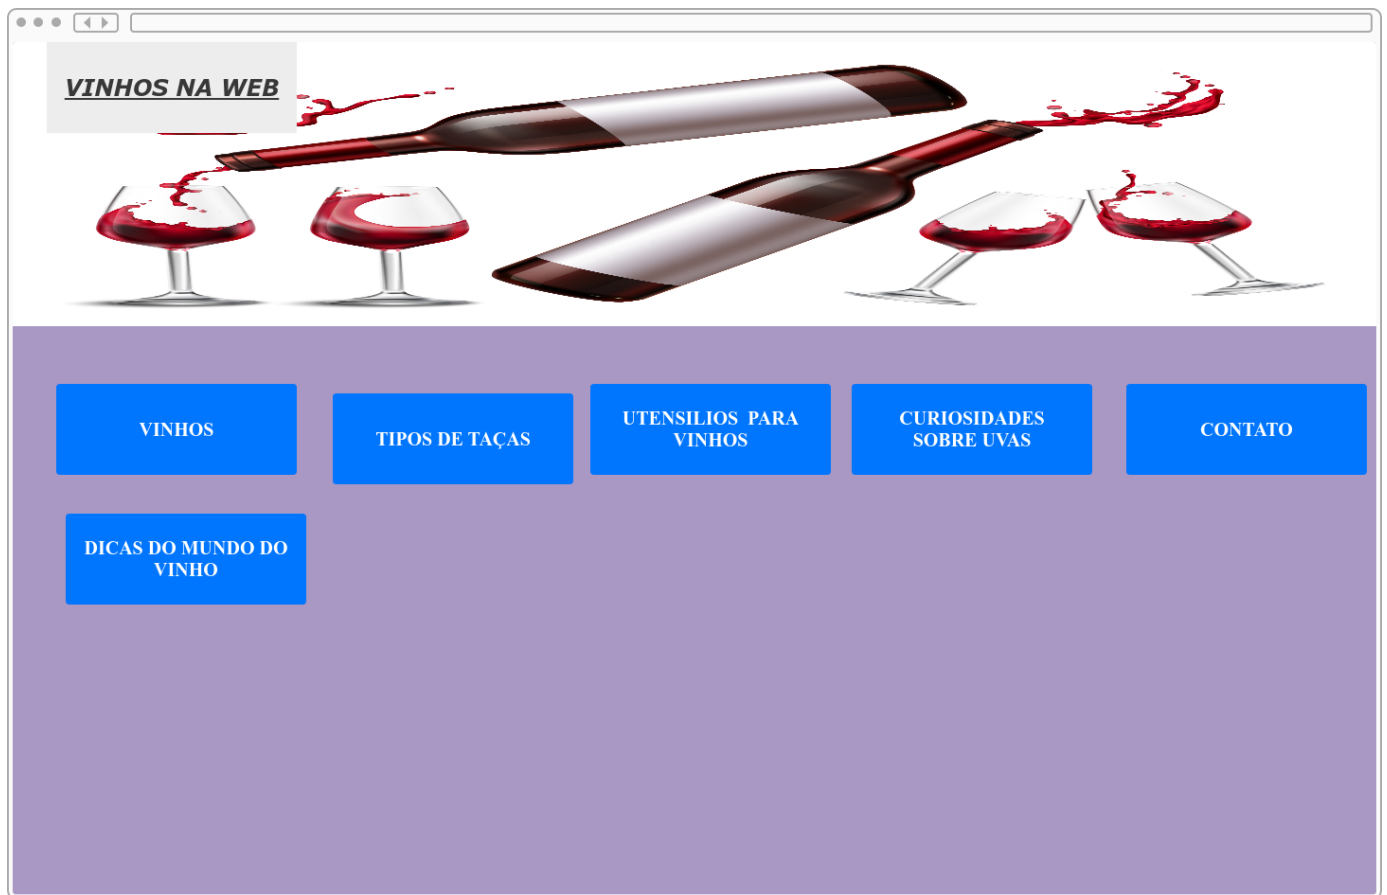 VINHOS NA WEB
VINHOS
TIPOS DE TAÇAS
UTENSILIOS  PARA
VINHOS
CURIOSIDADES
SOBRE UVAS
CONTATO
DICAS DO MUNDO DO
VINHO